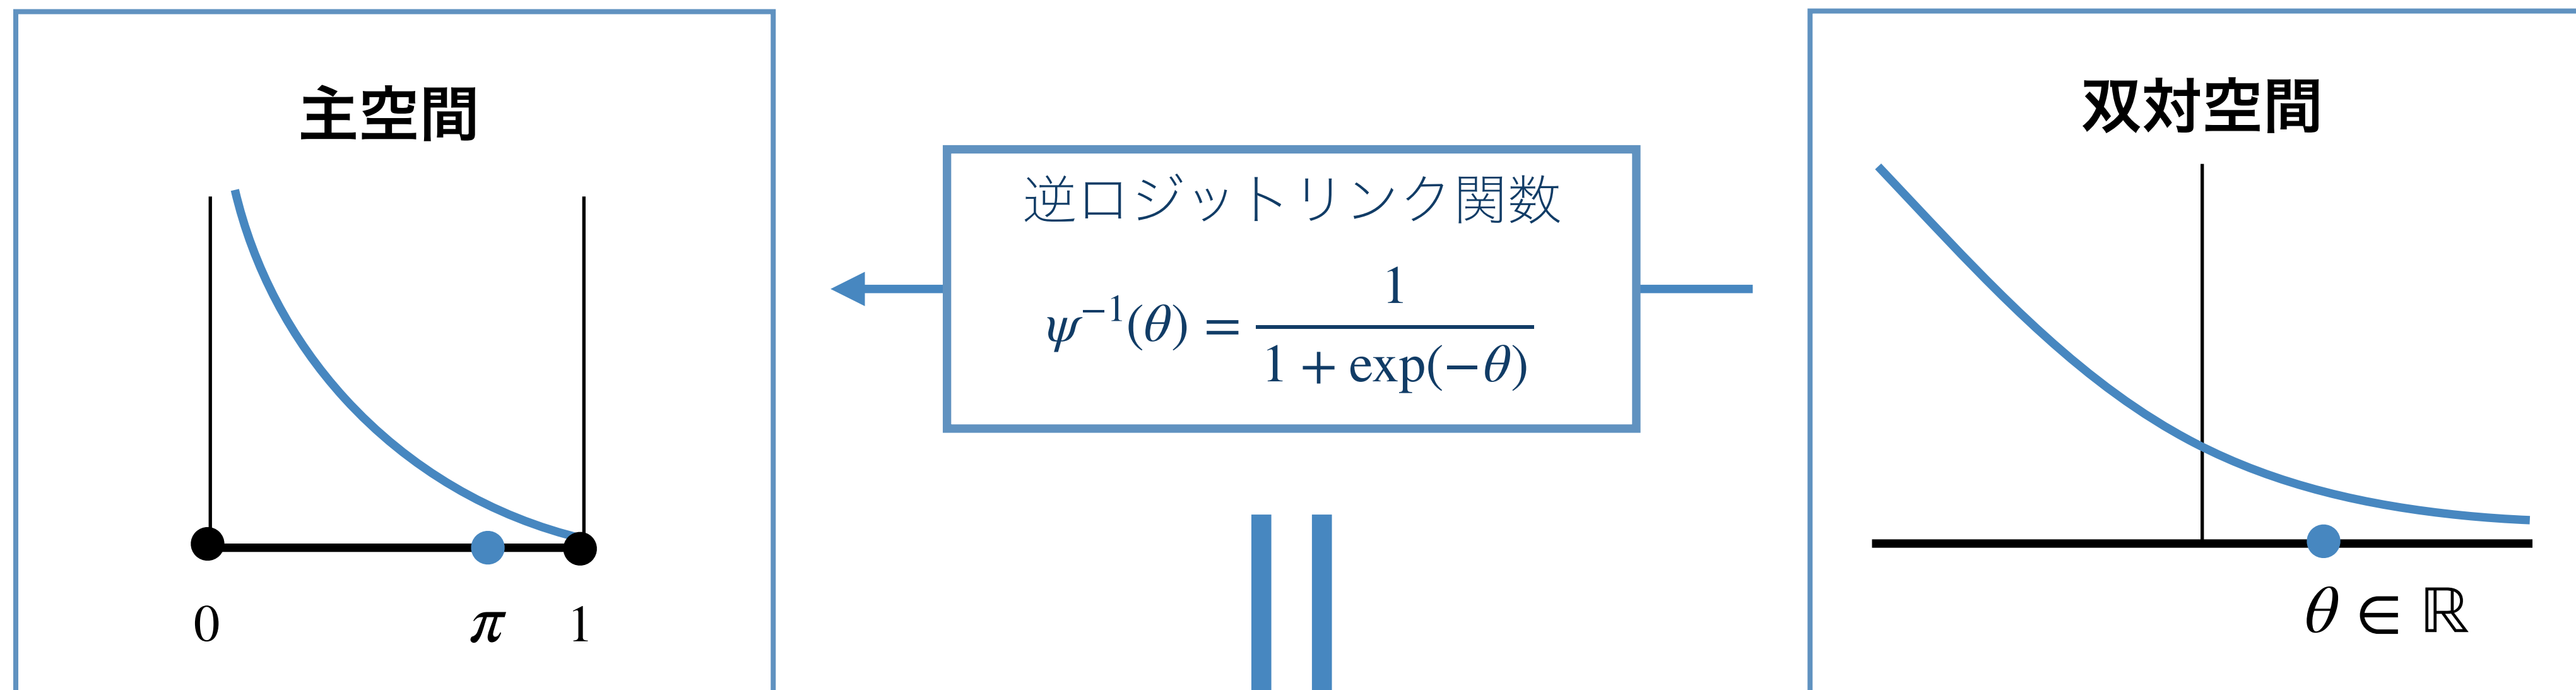 主空間
0
π
1
逆ロジットリンク関数
ψ⁻¹(θ) = 1 / (1 + exp(−θ))
双対空間
θ ∈ ℝ